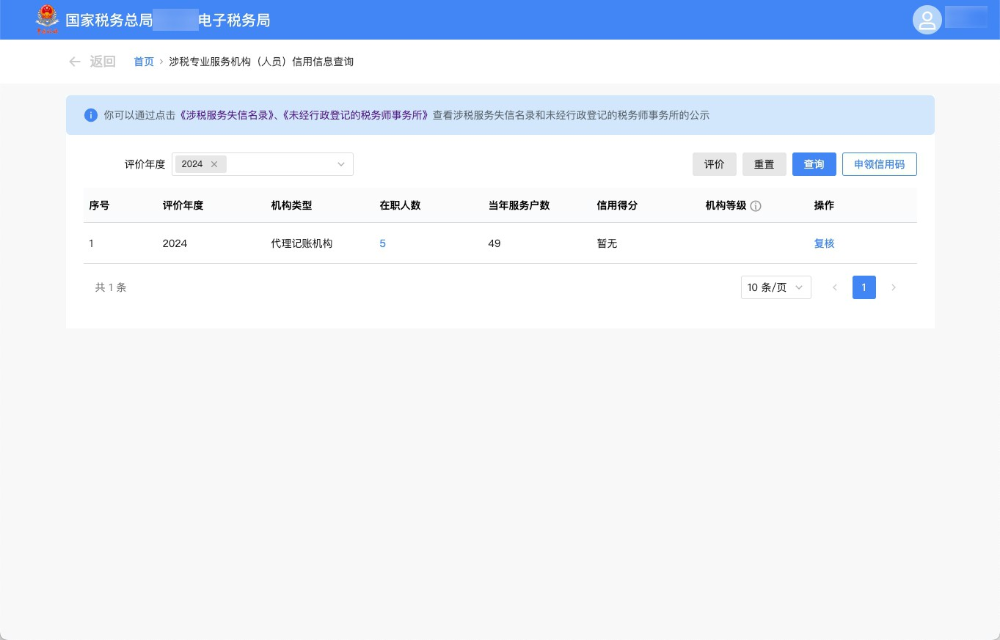 国家税务总局 电子税务局
返回 首页 › 涉税专业服务机构（人员）信用信息查询
你可以通过点击《涉税服务失信名录》、《未经行政登记的税务师事务所》查看涉税服务失信名录和未经行政登记的税务师事务所的公示
评价年度 2024 评价 重置 查询 申领信用码
序号 评价年度 机构类型 在职人数 当年服务户数 信用得分 机构等级 操作
1 2024 代理记账机构 5 49 暂无 复核
共 1 条 10 条/页 1